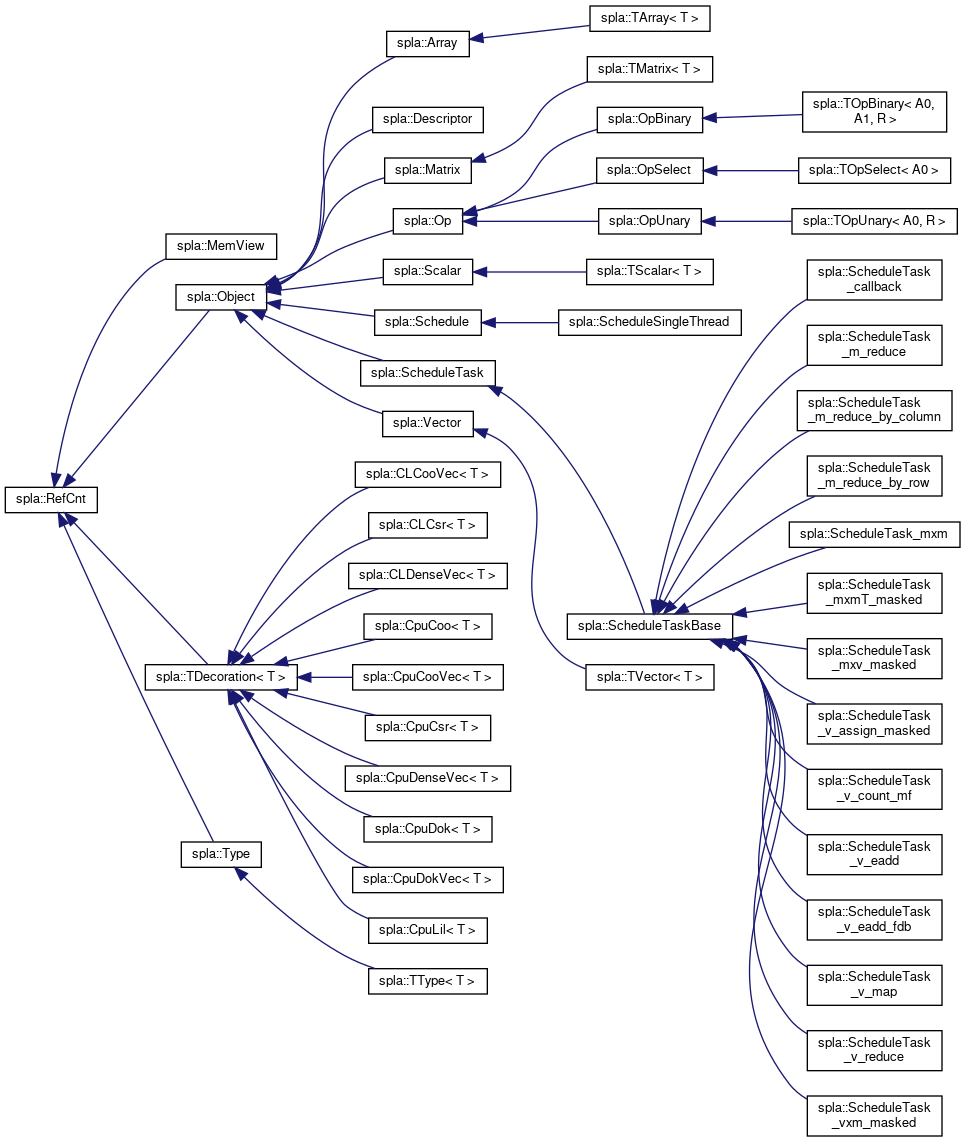 spla::RefCnt
spla::MemView
spla::Object
spla::TDecoration< T >
spla::Type
spla::Array
spla::Descriptor
spla::Matrix
spla::Op
spla::Scalar
spla::Schedule
spla::ScheduleTask
spla::Vector
spla::CLCooVec< T >
spla::CLCsr< T >
spla::CLDenseVec< T >
spla::CpuCoo< T >
spla::CpuCooVec< T >
spla::CpuCsr< T >
spla::CpuDenseVec< T >
spla::CpuDok< T >
spla::CpuDokVec< T >
spla::CpuLil< T >
spla::TType< T >
spla::TArray< T >
spla::TMatrix< T >
spla::OpBinary
spla::OpSelect
spla::OpUnary
spla::TScalar< T >
spla::ScheduleSingleThread
spla::ScheduleTaskBase
spla::TVector< T >
spla::TOpBinary< A0,
A1, R >
spla::TOpSelect< A0 >
spla::TOpUnary< A0, R >
spla::ScheduleTask
_callback
spla::ScheduleTask
_m_reduce
spla::ScheduleTask
_m_reduce_by_column
spla::ScheduleTask
_m_reduce_by_row
spla::ScheduleTask_mxm
spla::ScheduleTask
_mxmT_masked
spla::ScheduleTask
_mxv_masked
spla::ScheduleTask
_v_assign_masked
spla::ScheduleTask
_v_count_mf
spla::ScheduleTask
_v_eadd
spla::ScheduleTask
_v_eadd_fdb
spla::ScheduleTask
_v_map
spla::ScheduleTask
_v_reduce
spla::ScheduleTask
_vxm_masked